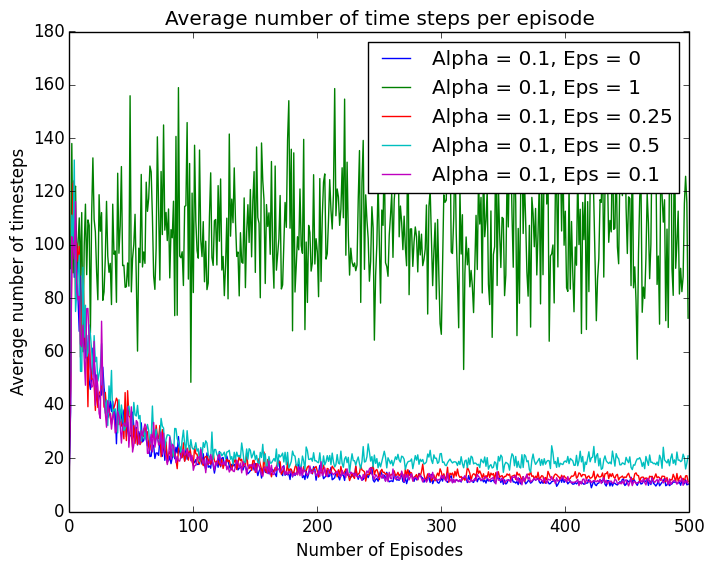 Average number of time steps per episode
Average number of timesteps
180
160
140
120
100
80
60
40
20
0
Alpha = 0.1, Eps = 0
Alpha = 0.1, Eps = 1
Alpha = 0.1, Eps = 0.25
Alpha = 0.1, Eps = 0.5
Alpha = 0.1, Eps = 0.1
0 100 200 300 400 500
Number of Episodes